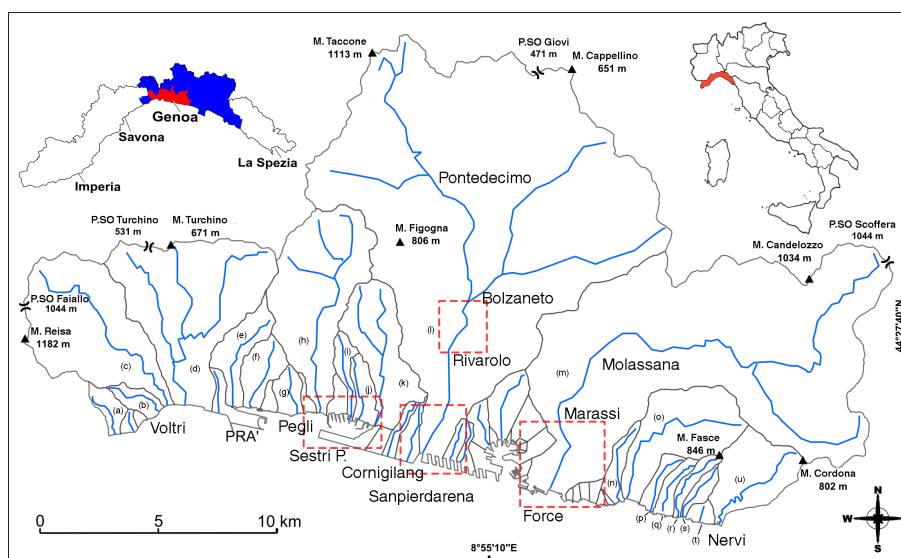 M. Taccone
1113 m
P.SO Giovi
471 m
M. Cappellino
651 m
Genoa
Savona
La Spezia
Imperia
Pontedecimo
P.SO Turchino
531 m
M. Turchino
671 m
M. Figogna
806 m
P.SO Scoffera
1044 m
M. Candelozzo
1034 m
P.SO Faiallo
1044 m
M. Reisa
1182 m
Bolzaneto
44°27'40"N
(e)
(f)
(h)
(l)
(i)
Rivarolo
(c)
(d)
(g)
(j)
(k)
(m)
Molassana
(a)
(b)
Marassi
(o)
Voltri
PRA'
Pegli
M. Fasce
846 m
Sestri P.
Cornigilang
Sanpierdarena
(n)
(u)
M. Cordona
802 m
Force
(p)
(q)
(r)
(s)
(t)
Nervi
N
W
E
S
0
5
10 km
8°55'10"E